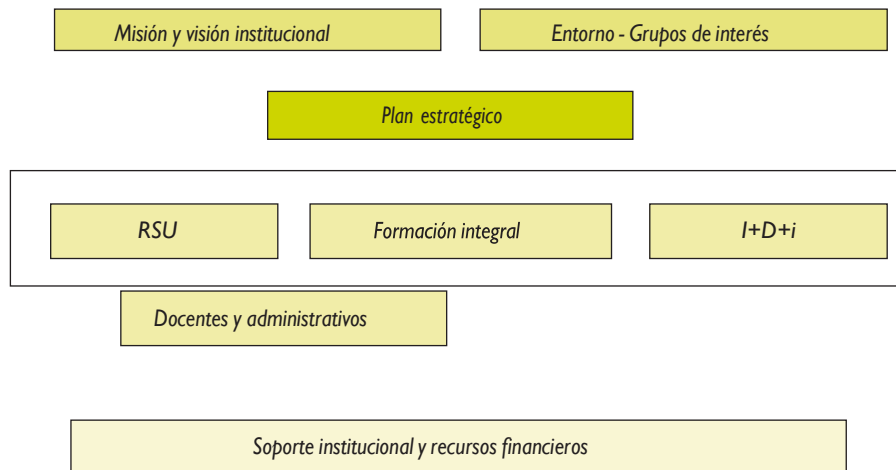 Misión y visión institucional
Entorno - Grupos de interés
Plan estratégico
RSU
Formación integral
I+D+i
Docentes y administrativos
Soporte institucional y recursos financieros